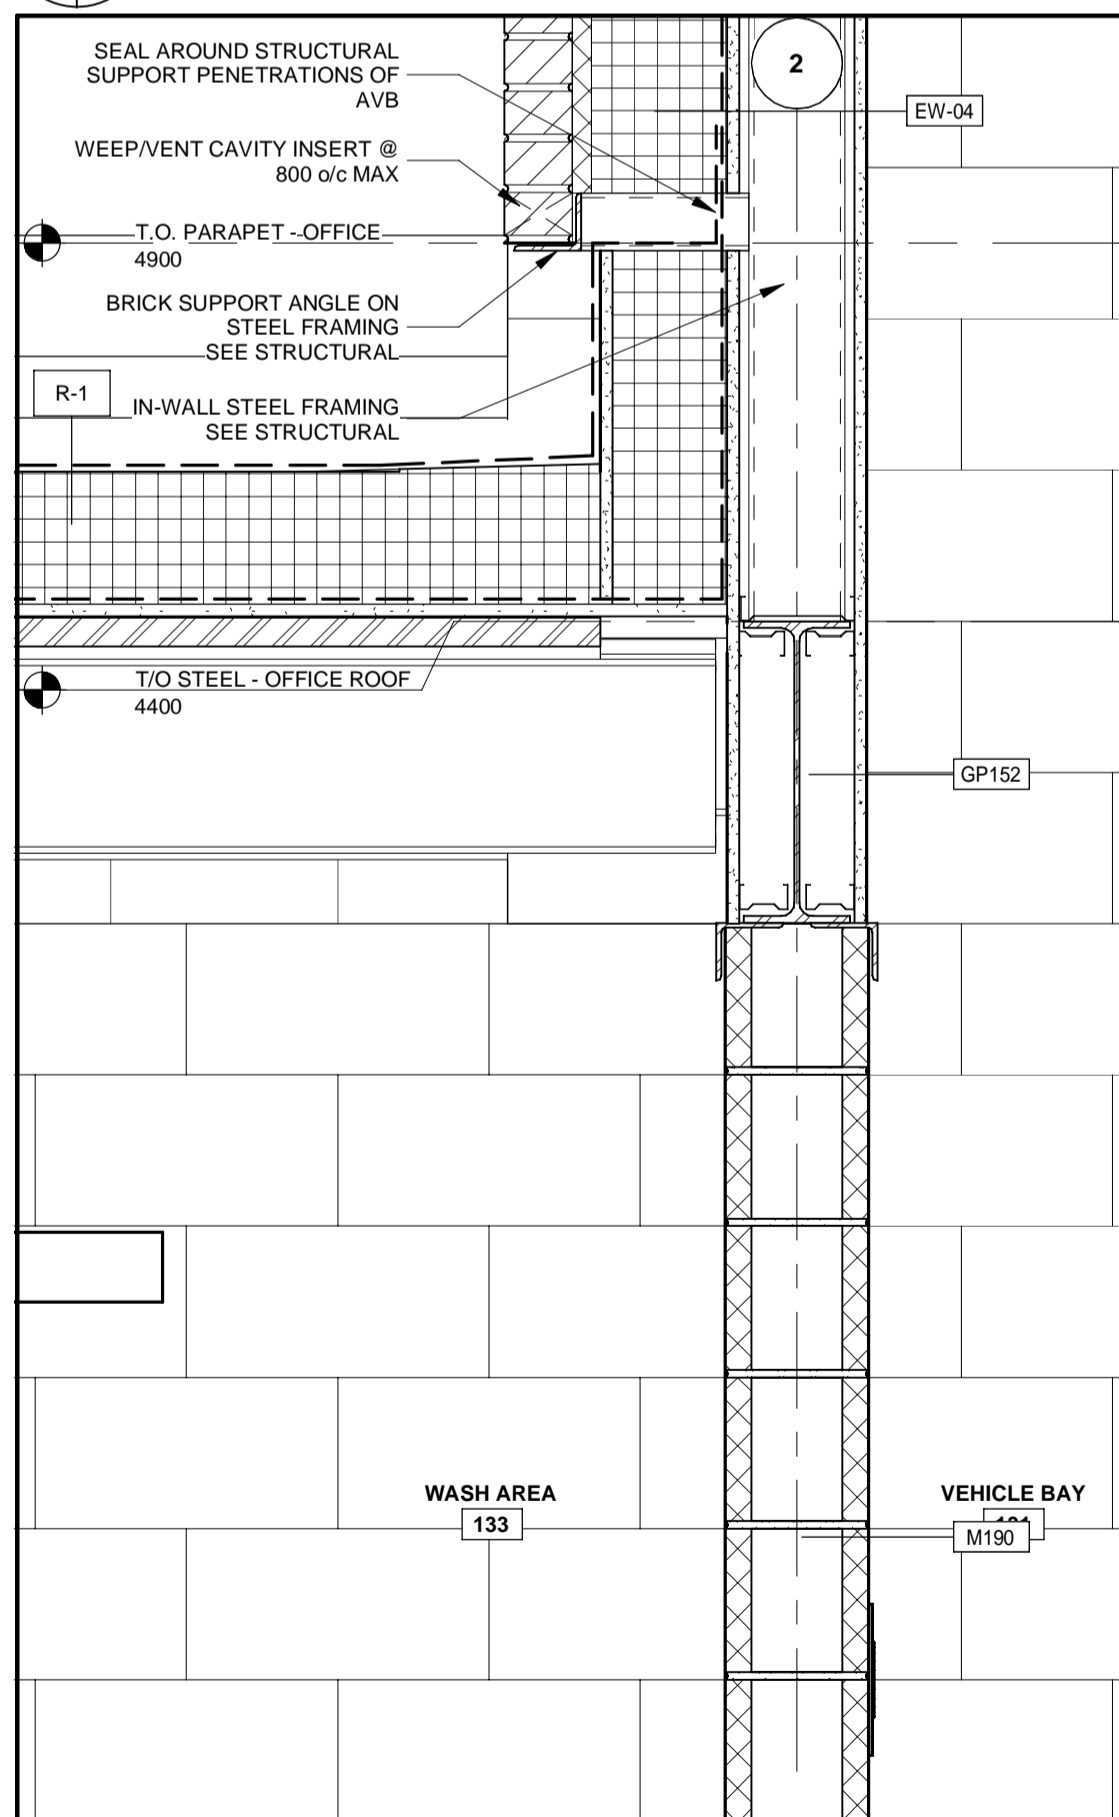 2
SEAL AROUND STRUCTURAL
SUPPORT PENETRATIONS OF
AVB
EW-04
WEEP/VENT CAVITY INSERT @
800 o/c MAX
T.O. PARAPET - OFFICE
4900
BRICK SUPPORT ANGLE ON
STEEL FRAMING
SEE STRUCTURAL
R-1
IN-WALL STEEL FRAMING
SEE STRUCTURAL
T/O STEEL - OFFICE ROOF
4400
GP152
WASH AREA
133
VEHICLE BAY
M190